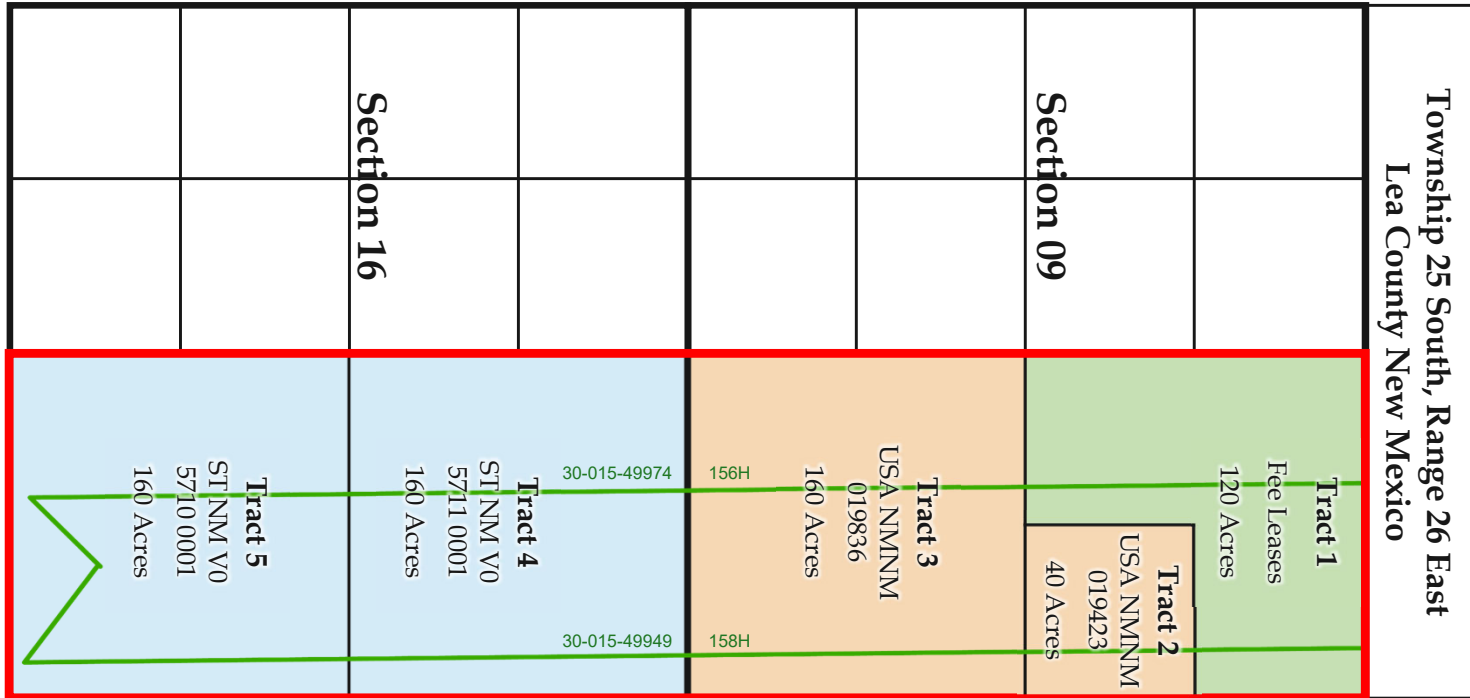 Township 25 South, Range 26 East
Lea County New Mexico
Section 09
Section 16
Tract 1
Fee Leases
120 Acres
Tract 2
USA NMNM
019423
40 Acres
Tract 3
USA NMNM
019836
160 Acres
156H
158H
30-015-49974
30-015-49949
Tract 4
ST NM V0
5711 0001
160 Acres
Tract 5
ST NM V0
5710 0001
160 Acres